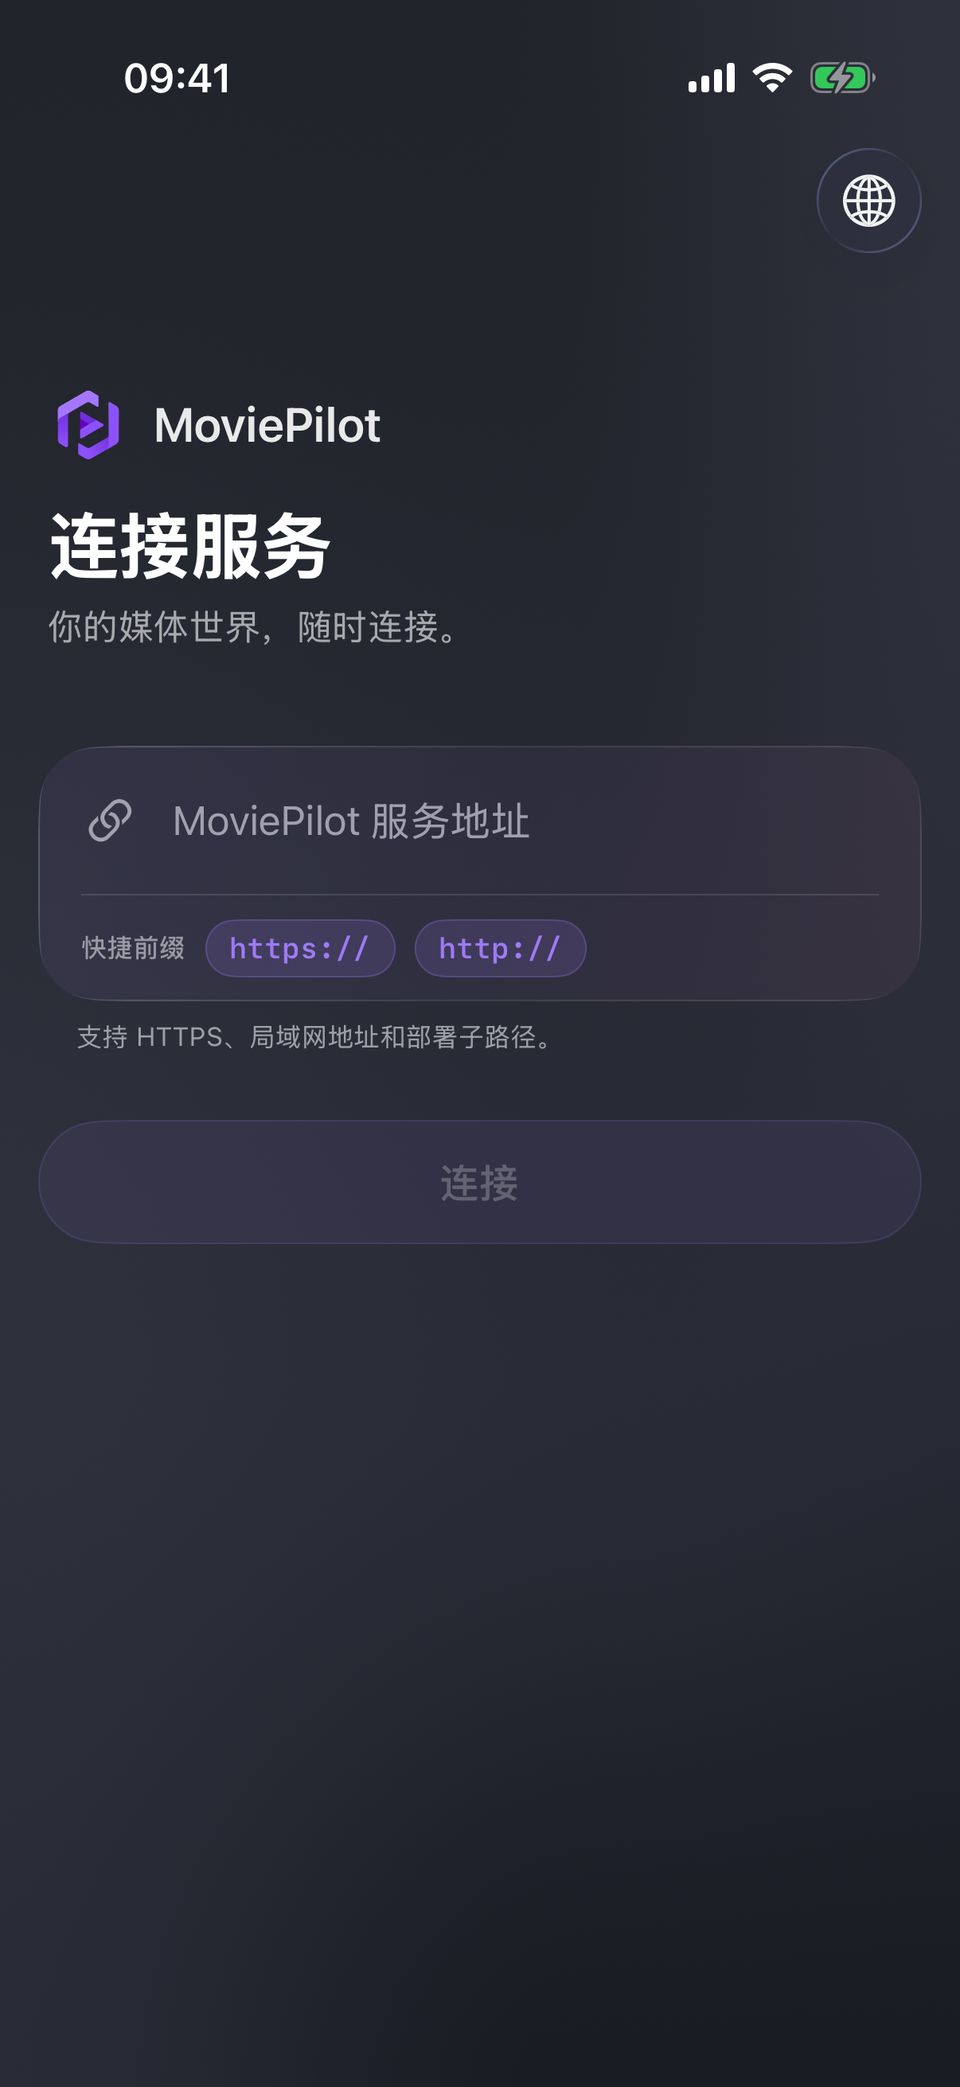 09:41
MoviePilot
连接服务
你的媒体世界，随时连接。
MoviePilot 服务地址
快捷前缀 https:// http://
支持 HTTPS、局域网地址和部署子路径。
连接